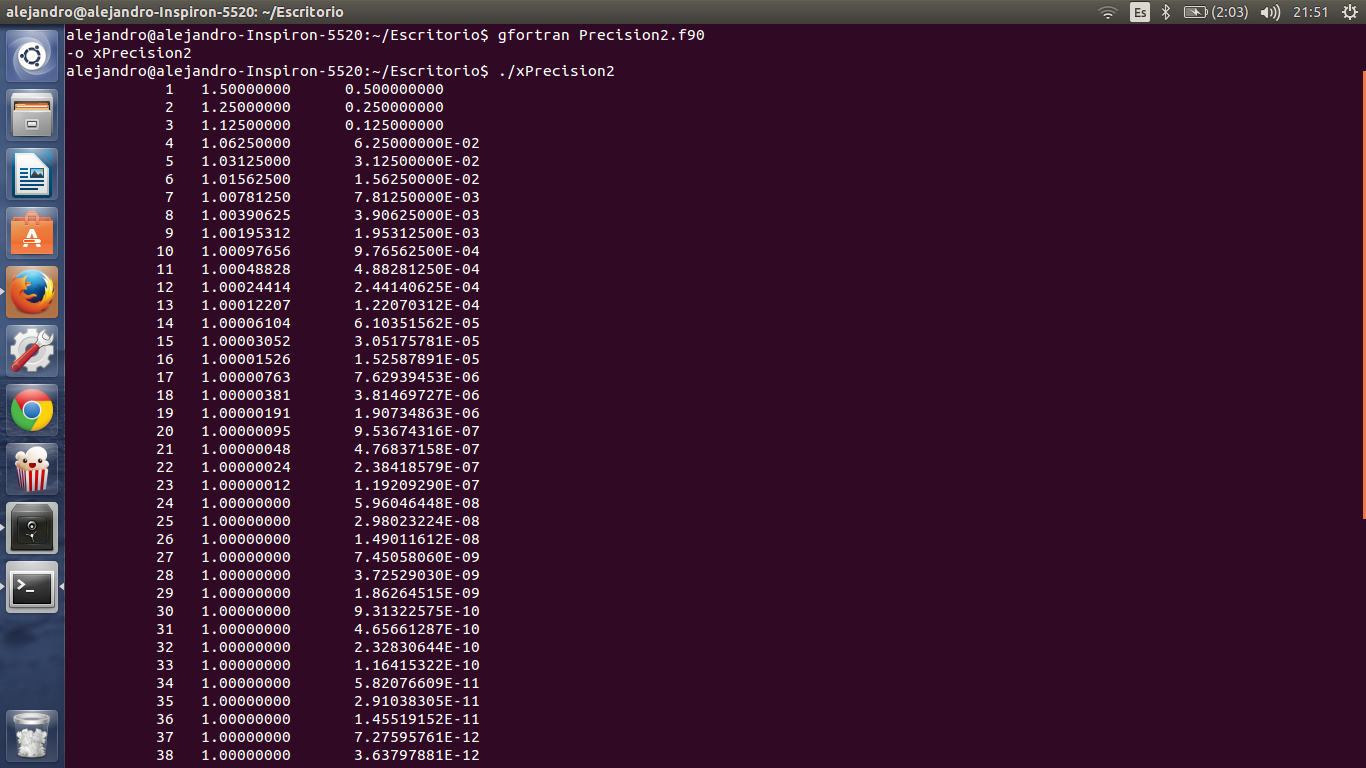 alejandro@alejandro-Inspiron-5520: ~/Escritorio Es (2:03) 21:51
alejandro@alejandro-Inspiron-5520:~/Escritorio$ gfortran Precision2.f90
-o xPrecision2
alejandro@alejandro-Inspiron-5520:~/Escritorio$ ./xPrecision2
1 1.50000000 0.500000000
2 1.25000000 0.250000000
3 1.12500000 0.125000000
4 1.06250000 6.25000000E-02
5 1.03125000 3.12500000E-02
6 1.01562500 1.56250000E-02
7 1.00781250 7.81250000E-03
8 1.00390625 3.90625000E-03
9 1.00195312 1.95312500E-03
10 1.00097656 9.76562500E-04
11 1.00048828 4.88281250E-04
12 1.00024414 2.44140625E-04
13 1.00012207 1.22070312E-04
14 1.00006104 6.10351562E-05
15 1.00003052 3.05175781E-05
16 1.00001526 1.52587891E-05
17 1.00000763 7.62939453E-06
18 1.00000381 3.81469727E-06
19 1.00000191 1.90734863E-06
20 1.00000095 9.53674316E-07
21 1.00000048 4.76837158E-07
22 1.00000024 2.38418579E-07
23 1.00000012 1.19209290E-07
24 1.00000000 5.96046448E-08
25 1.00000000 2.98023224E-08
26 1.00000000 1.49011612E-08
27 1.00000000 7.45058060E-09
28 1.00000000 3.72529030E-09
29 1.00000000 1.86264515E-09
30 1.00000000 9.31322575E-10
31 1.00000000 4.65661287E-10
32 1.00000000 2.32830644E-10
33 1.00000000 1.16415322E-10
34 1.00000000 5.82076609E-11
35 1.00000000 2.91038305E-11
36 1.00000000 1.45519152E-11
37 1.00000000 7.27595761E-12
38 1.00000000 3.63797881E-12